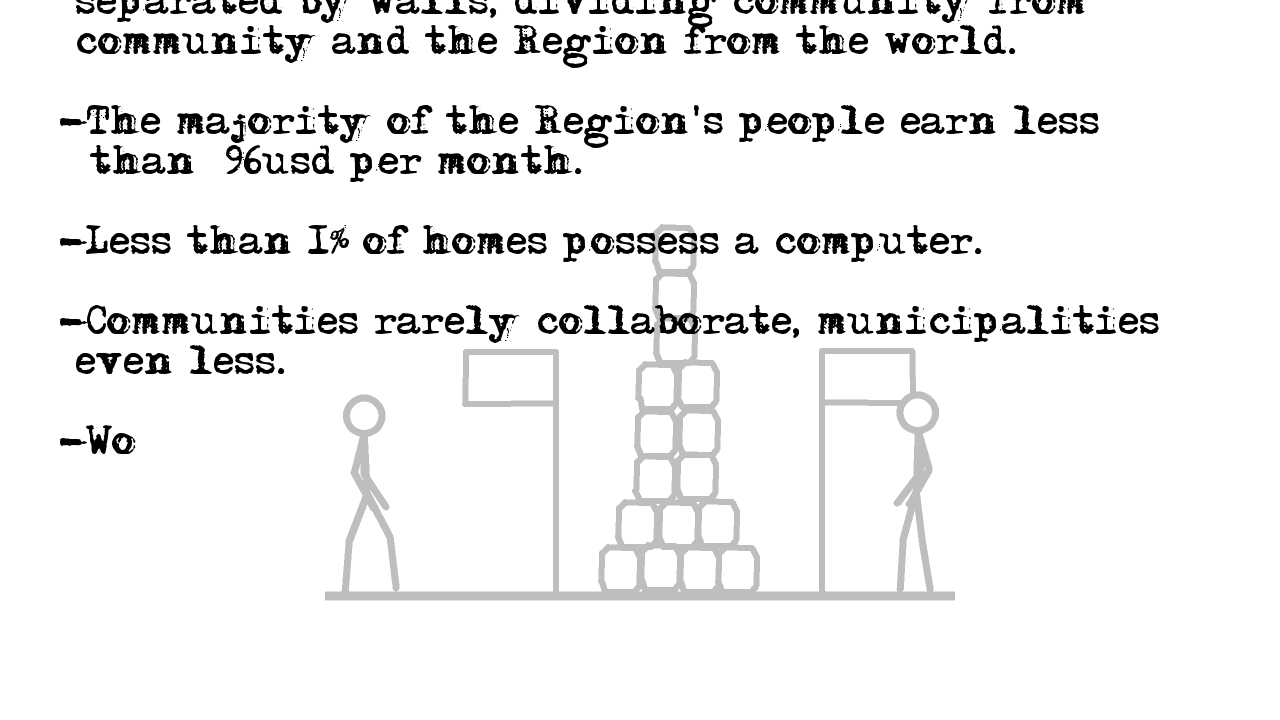 separated by walls, dividing community from
community and the Region from the world.
-The majority of the Region's people earn less
than 96usd per month.
-Less than 1% of homes possess a computer.
-Communities rarely collaborate, municipalities
even less.
-Wo